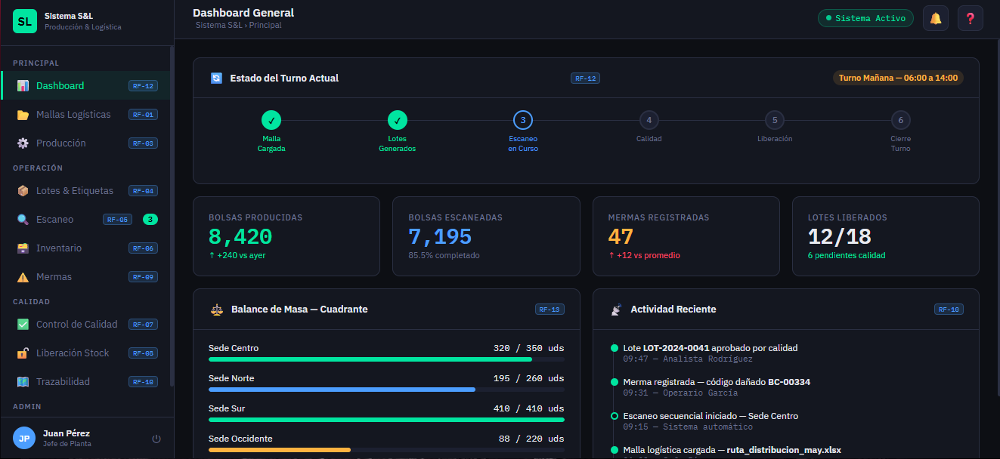 SL
Sistema S&L
Producción & Logística
PRINCIPAL
Dashboard RF-12
Mallas Logísticas RF-01
Producción RF-03
OPERACIÓN
Lotes & Etiquetas RF-04
Escaneo RF-05 3
Inventario RF-06
Mermas RF-09
CALIDAD
Control de Calidad RF-07
Liberación Stock RF-08
Trazabilidad RF-10
ADMIN
JP
Juan Pérez
Jefe de Planta
Dashboard General
Sistema S&L › Principal
Sistema Activo
Estado del Turno Actual RF-12 Turno Mañana — 06:00 a 14:00
✓ ✓ 3 4 5 6
Malla Cargada
Lotes Generados
Escaneo en Curso
Calidad
Liberación
Cierre Turno
BOLSAS PRODUCIDAS
8,420
↑ +240 vs ayer
BOLSAS ESCANEADAS
7,195
85.5% completado
MERMAS REGISTRADAS
47
↑ +12 vs promedio
LOTES LIBERADOS
12/18
6 pendientes calidad
Balance de Masa — Cuadrante RF-13
Sede Centro 320 / 350 uds
Sede Norte 195 / 260 uds
Sede Sur 410 / 410 uds
Sede Occidente 88 / 220 uds
Actividad Reciente RF-10
Lote LOT-2024-0041 aprobado por calidad
09:47 — Analista Rodríguez
Merma registrada — código dañado BC-00334
09:31 — Operario García
Escaneo secuencial iniciado — Sede Centro
09:15 — Sistema automático
Malla logística cargada — ruta_distribucion_may.xlsx